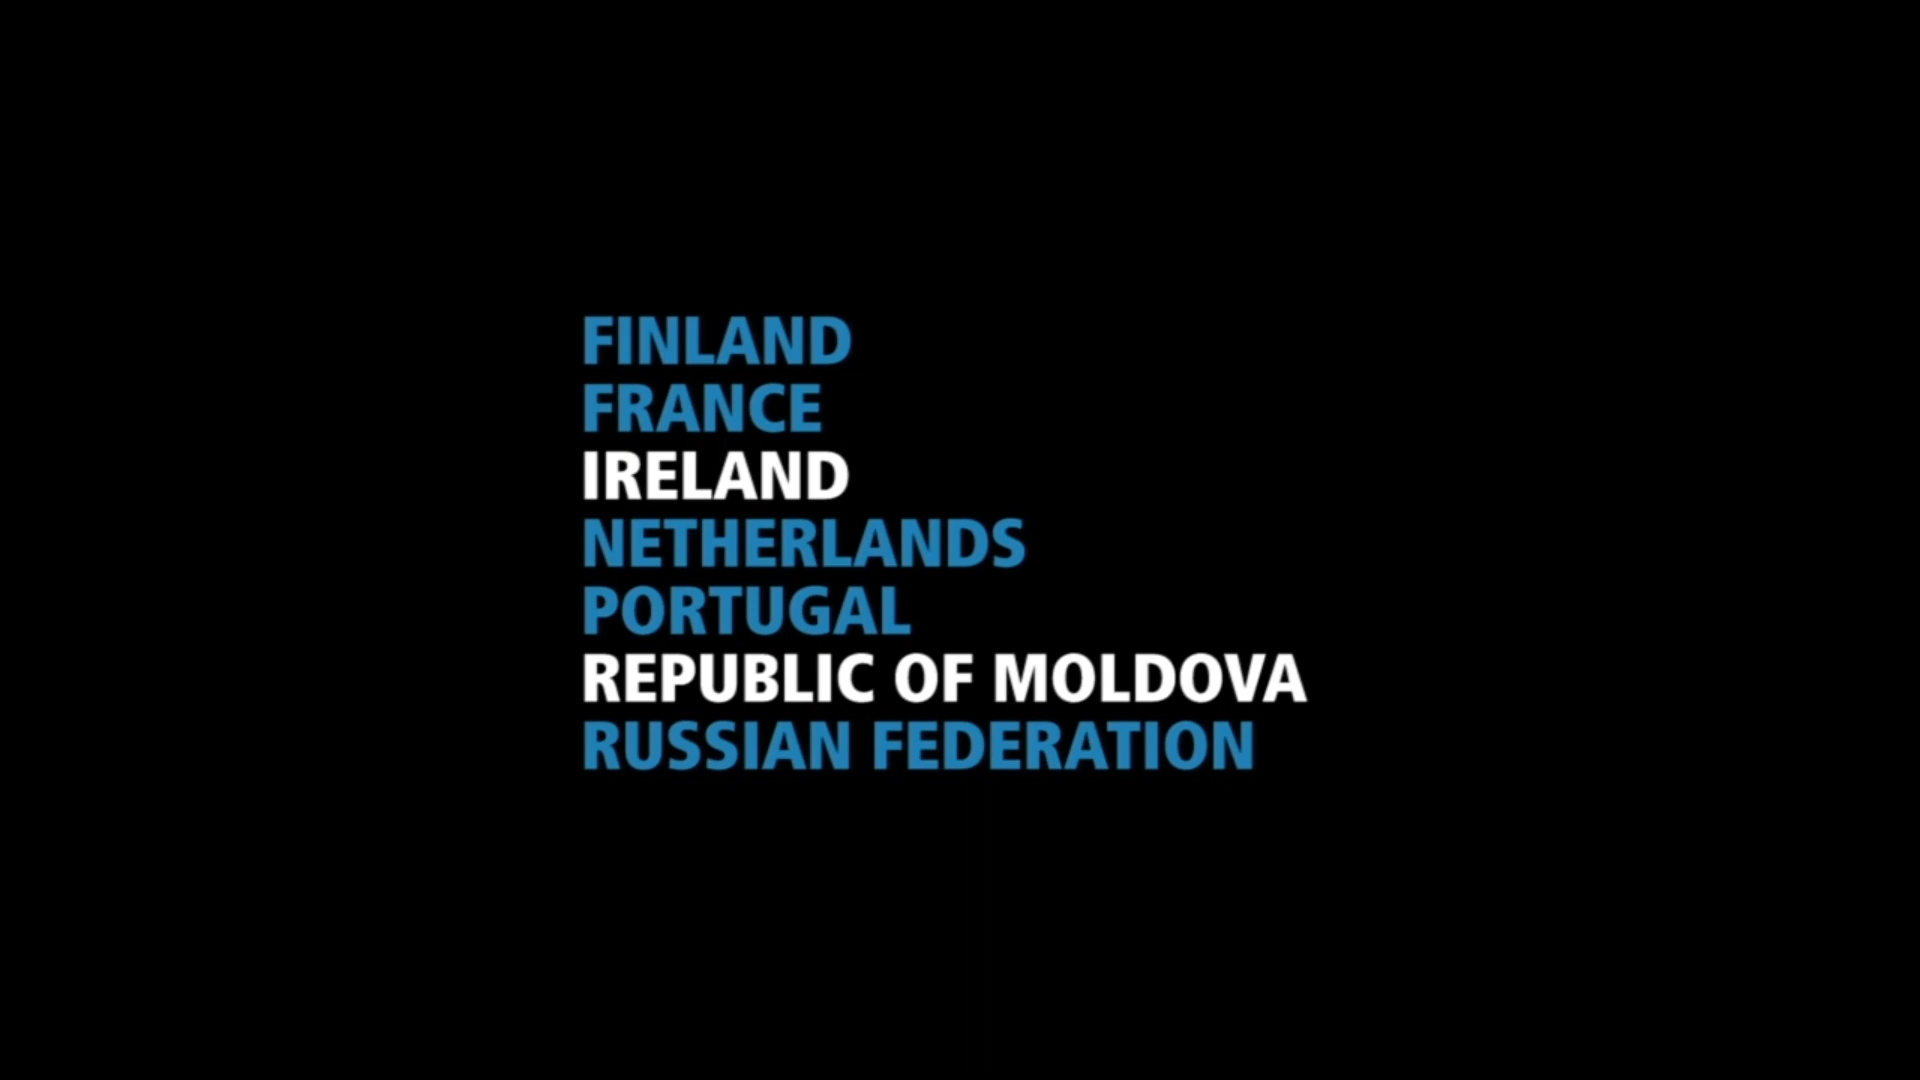 FINLAND
FRANCE
IRELAND
NETHERLANDS
PORTUGAL
REPUBLIC OF MOLDOVA
RUSSIAN FEDERATION